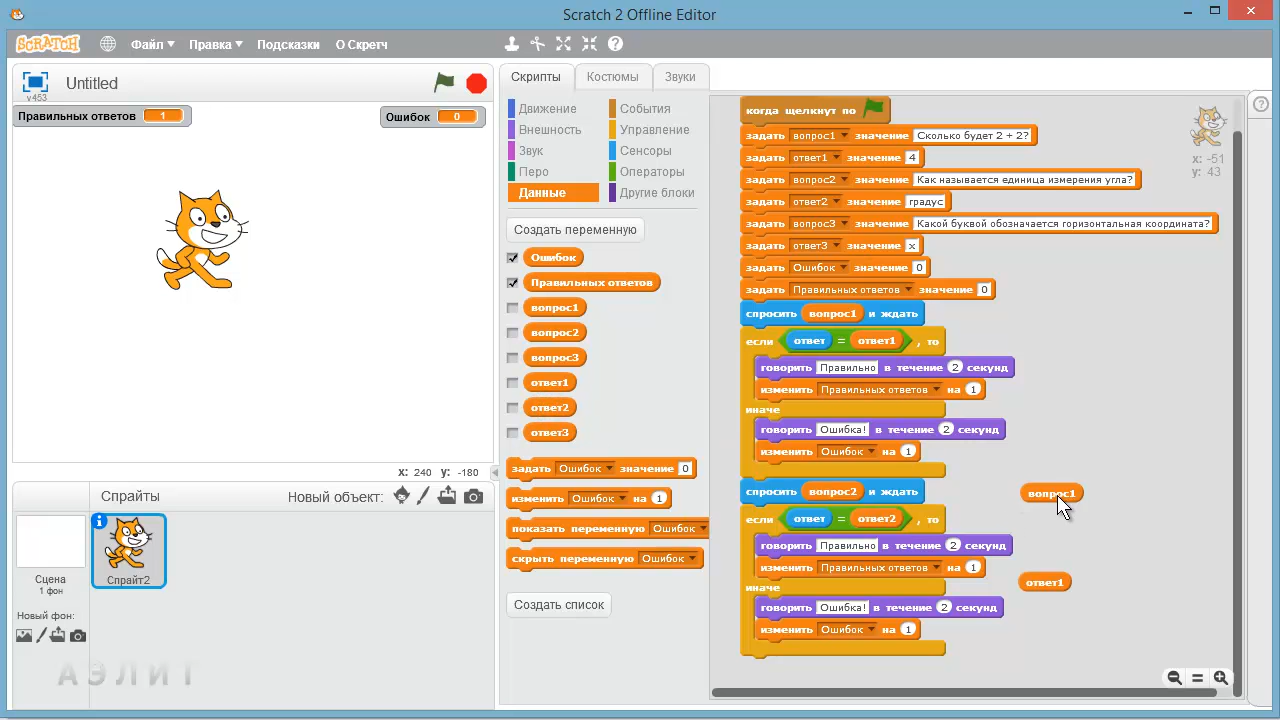 Scratch 2 Offline Editor
SCRATCH
Файл
Правка
Подсказки
О Скретч
v453
Untitled
Правильных ответов 1
Ошибок 0
x: 240 y: -180
Спрайты
Новый объект:
Сцена
1 фон
Спрайт2
Новый фон:
АЭЛИТ
Скрипты
Костюмы
Звуки
Движение
События
Внешность
Управление
Звук
Сенсоры
Перо
Операторы
Данные
Другие блоки
Создать переменную
Ошибок
Правильных ответов
вопрос1
вопрос2
вопрос3
ответ1
ответ2
ответ3
задать Ошибок значение 0
изменить Ошибок на 1
показать переменную Ошибок
скрыть переменную Ошибок
Создать список
когда щелкнут по
задать вопрос1 значение Сколько будет 2 + 2?
задать ответ1 значение 4
задать вопрос2 значение Как называется единица измерения угла?
задать ответ2 значение градус
задать вопрос3 значение Какой буквой обозначается горизонтальная координата?
задать ответ3 значение x
задать Ошибок значение 0
задать Правильных ответов значение 0
спросить вопрос1 и ждать
если ответ = ответ1 , то
говорить Правильно в течение 2 секунд
изменить Правильных ответов на 1
иначе
говорить Ошибка! в течение 2 секунд
изменить Ошибок на 1
спросить вопрос2 и ждать
если ответ = ответ2 , то
говорить Правильно в течение 2 секунд
изменить Правильных ответов на 1
иначе
говорить Ошибка! в течение 2 секунд
изменить Ошибок на 1
вопрос1
ответ1
x: -51
y: 43